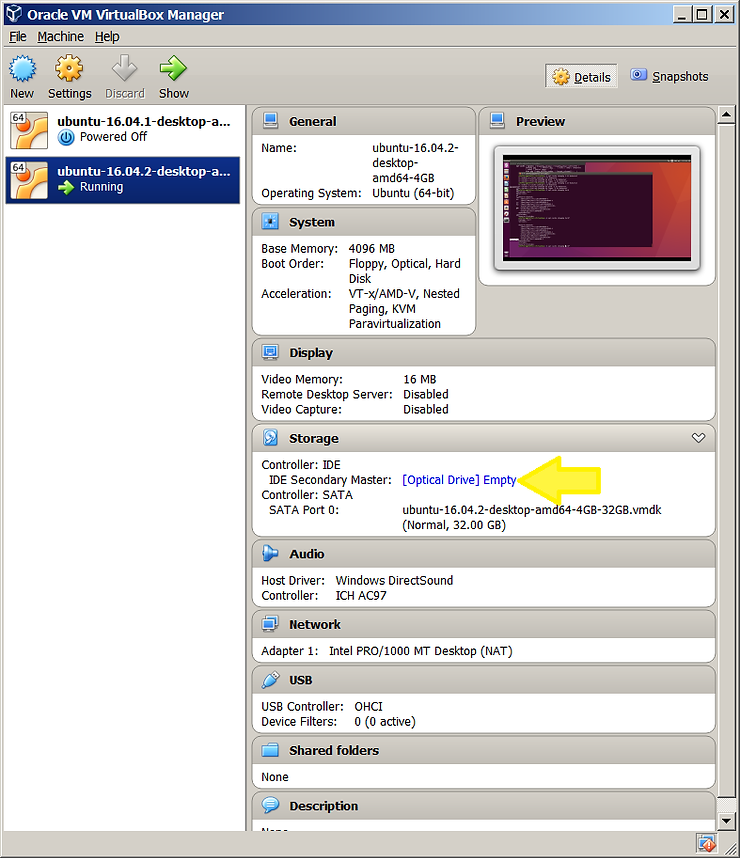 Oracle VM VirtualBox Manager
File Machine Help
New Settings Discard Show
Details Snapshots
64
ubuntu-16.04.1-desktop-a...
Powered Off
64
ubuntu-16.04.2-desktop-a...
Running
General
Name: ubuntu-16.04.2-
desktop-
amd64-4GB
Operating System: Ubuntu (64-bit)
Preview
System
Base Memory: 4096 MB
Boot Order: Floppy, Optical, Hard
Disk
Acceleration: VT-x/AMD-V, Nested
Paging, KVM
Paravirtualization
Display
Video Memory: 16 MB
Remote Desktop Server: Disabled
Video Capture: Disabled
Storage
Controller: IDE
IDE Secondary Master: [Optical Drive] Empty
Controller: SATA
SATA Port 0: ubuntu-16.04.2-desktop-amd64-4GB-32GB.vmdk
(Normal, 32.00 GB)
Audio
Host Driver: Windows DirectSound
Controller: ICH AC97
Network
Adapter 1: Intel PRO/1000 MT Desktop (NAT)
USB
USB Controller: OHCI
Device Filters: 0 (0 active)
Shared folders
None
Description
None